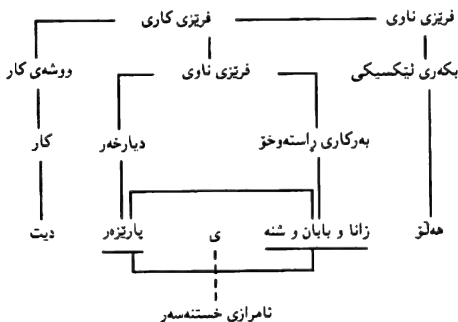 فرێزی ناوی فرێزی کاری
بکەری لێکسیکی فرێزی ناوی ووشەی کار
بەرکاری ڕاستەوخۆ دیارخەر کار
هەڵۆ زانا و بابان و شنە ی پارێزەر دیت
ئامرازی خستنەسەر